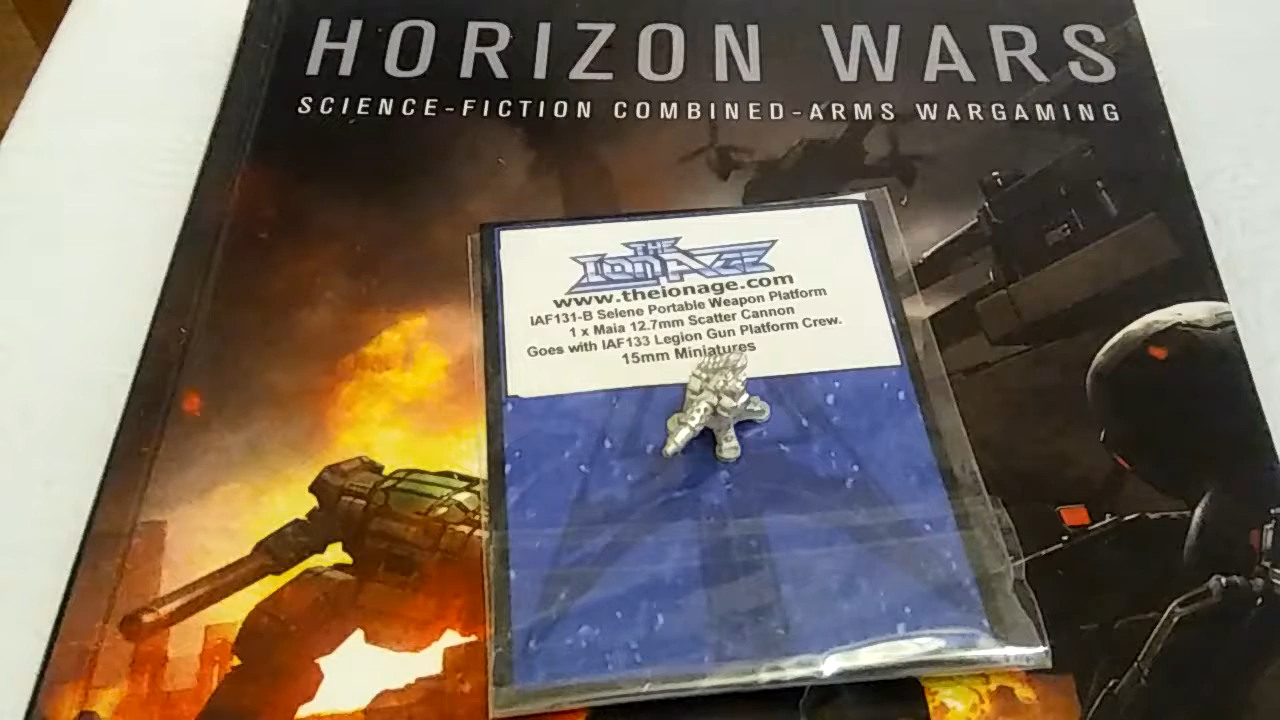 HORIZON WARS
SCIENCE-FICTION COMBINED-ARMS WARGAMING
THE
ION AGE
www.theionage.com
IAF131-B Selene Portable Weapon Platform
1 x Maia 12.7mm Scatter Cannon
Goes with IAF133 Legion Gun Platform Crew.
15mm Miniatures